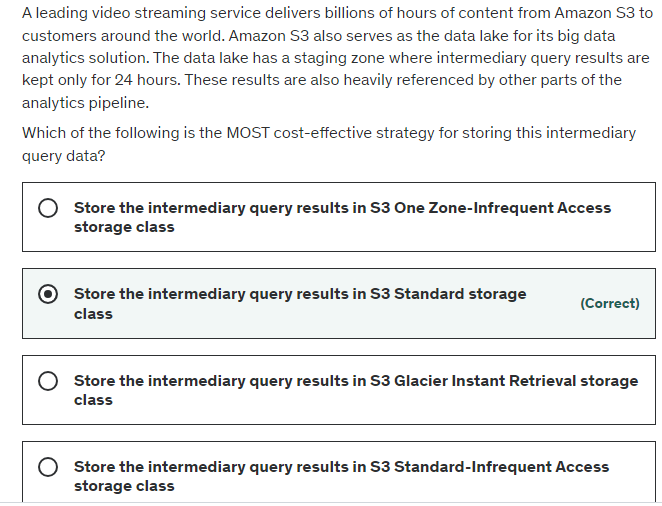 A leading video streaming service delivers billions of hours of content from Amazon S3 to
customers around the world. Amazon S3 also serves as the data lake for its big data
analytics solution. The data lake has a staging zone where intermediary query results are
kept only for 24 hours. These results are also heavily referenced by other parts of the
analytics pipeline.
Which of the following is the MOST cost-effective strategy for storing this intermediary
query data?
Store the intermediary query results in S3 One Zone-Infrequent Access
storage class
Store the intermediary query results in S3 Standard storage
class
(Correct)
Store the intermediary query results in S3 Glacier Instant Retrieval storage
class
Store the intermediary query results in S3 Standard-Infrequent Access
storage class